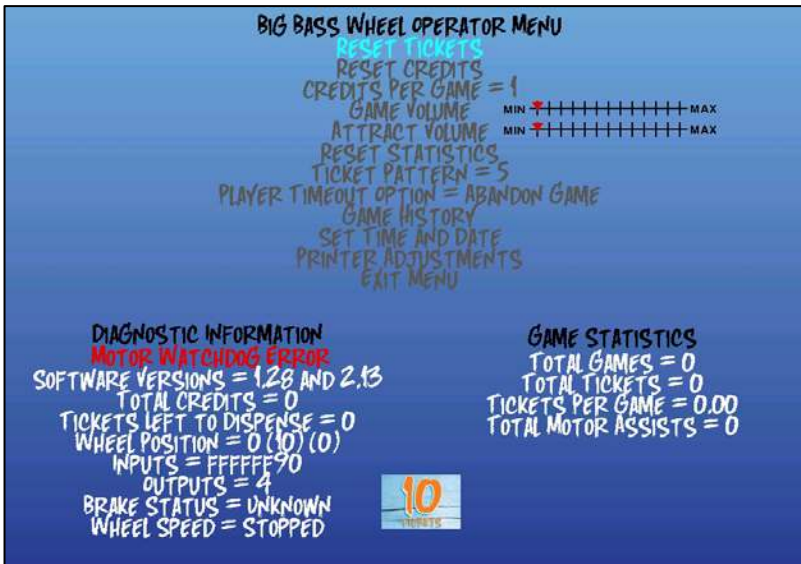 BIG BASS WHEEL OPERATOR MENU
RESET TICKETS
RESET CREDITS
CREDITS PER GAME = 1
GAME VOLUME MIN MAX
ATTRACT VOLUME MIN MAX
RESET STATISTICS
TICKET PATTERN = 5
PLAYER TIMEOUT OPTION = ABANDON GAME
GAME HISTORY
SET TIME AND DATE
PRINTER ADJUSTMENTS
EXIT MENU
DIAGNOSTIC INFORMATION
MOTOR WATCHDOG ERROR
SOFTWARE VERSIONS = 1.28 AND 2.13
TOTAL CREDITS = 0
TICKETS LEFT TO DISPENSE = 0
WHEEL POSITION = 0 (10) (0)
INPUTS = FFFFFF90
OUTPUTS = 4
BRAKE STATUS = UNKNOWN
WHEEL SPEED = STOPPED
GAME STATISTICS
TOTAL GAMES = 0
TOTAL TICKETS = 0
TICKETS PER GAME = 0.00
TOTAL MOTOR ASSISTS = 0
10
TICKETS